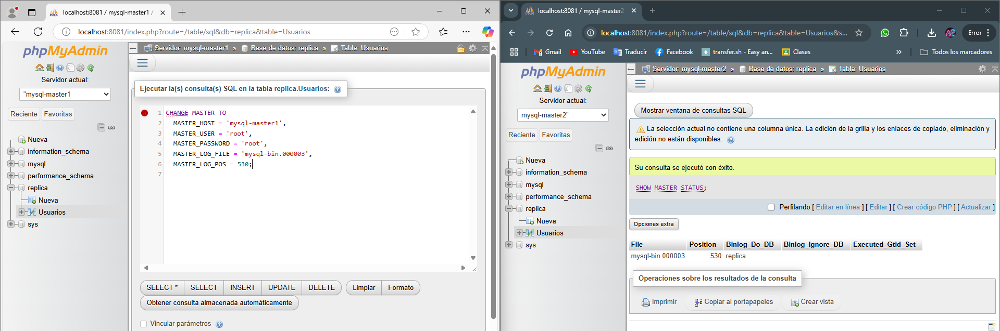 localhost:8081 / mysql-master1 /
localhost:8081/index.php?route=/table/sql&db=replica&table=Usuarios
phpMyAdmin
Servidor actual:
"mysql-master1
Reciente Favoritas
Nueva
information_schema
mysql
performance_schema
replica
Nueva
Usuarios
sys
Servidor: mysql-master1 » Base de datos: replica » Tabla: Usuarios
Ejecutar la(s) consulta(s) SQL en la tabla replica.Usuarios:
1 CHANGE MASTER TO
2 MASTER_HOST = 'mysql-master1',
3 MASTER_USER = 'root',
4 MASTER_PASSWORD = 'root',
5 MASTER_LOG_FILE = 'mysql-bin.000003',
6 MASTER_LOG_POS = 530;
7
SELECT * SELECT INSERT UPDATE DELETE Limpiar Formato
Obtener consulta almacenada automáticamente
Vincular parámetros
localhost:8081 / mysql-master2
localhost:8081/index.php?route=/table/sql&db=replica&table=Usuarios&s...
Error
Gmail YouTube Traducir Facebook transfer.sh - Easy an... Clases » Todos los marcadores
phpMyAdmin
Servidor actual:
mysql-master2"
Reciente Favoritas
Nueva
information_schema
mysql
performance_schema
replica
Nueva
Usuarios
sys
Servidor: mysql-master2 » Base de datos: replica » Tabla: Usuarios
Mostrar ventana de consultas SQL
La selección actual no contiene una columna única. La edición de la grilla y los enlaces de copiado, eliminación y
edición no están disponibles.
Su consulta se ejecutó con éxito.
SHOW MASTER STATUS;
Perfilando [ Editar en línea ] [ Editar ] [ Crear código PHP ] [ Actualizar ]
Opciones extra
File Position Binlog_Do_DB Binlog_Ignore_DB Executed_Gtid_Set
mysql-bin.000003 530 replica
Operaciones sobre los resultados de la consulta
Imprimir Copiar al portapapeles Crear vista